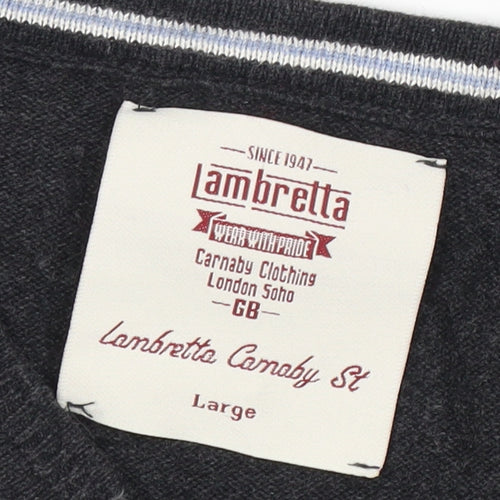 SINCE 1947
Lambretta
WEAR WITH PRIDE
Carnaby Clothing
London Soho
GB
Lambretta Carnaby St
Large